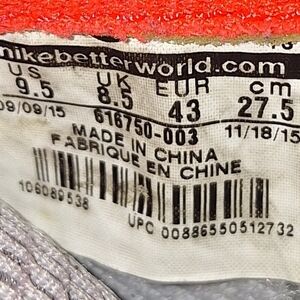 nikebetterworld.com
US UK EUR cm
9.5 8.5 43 27.5
09/09/15 616750-003 11/18/15
MADE IN CHINA
FABRIQUE EN CHINE
106089538
UPC 00886550512732